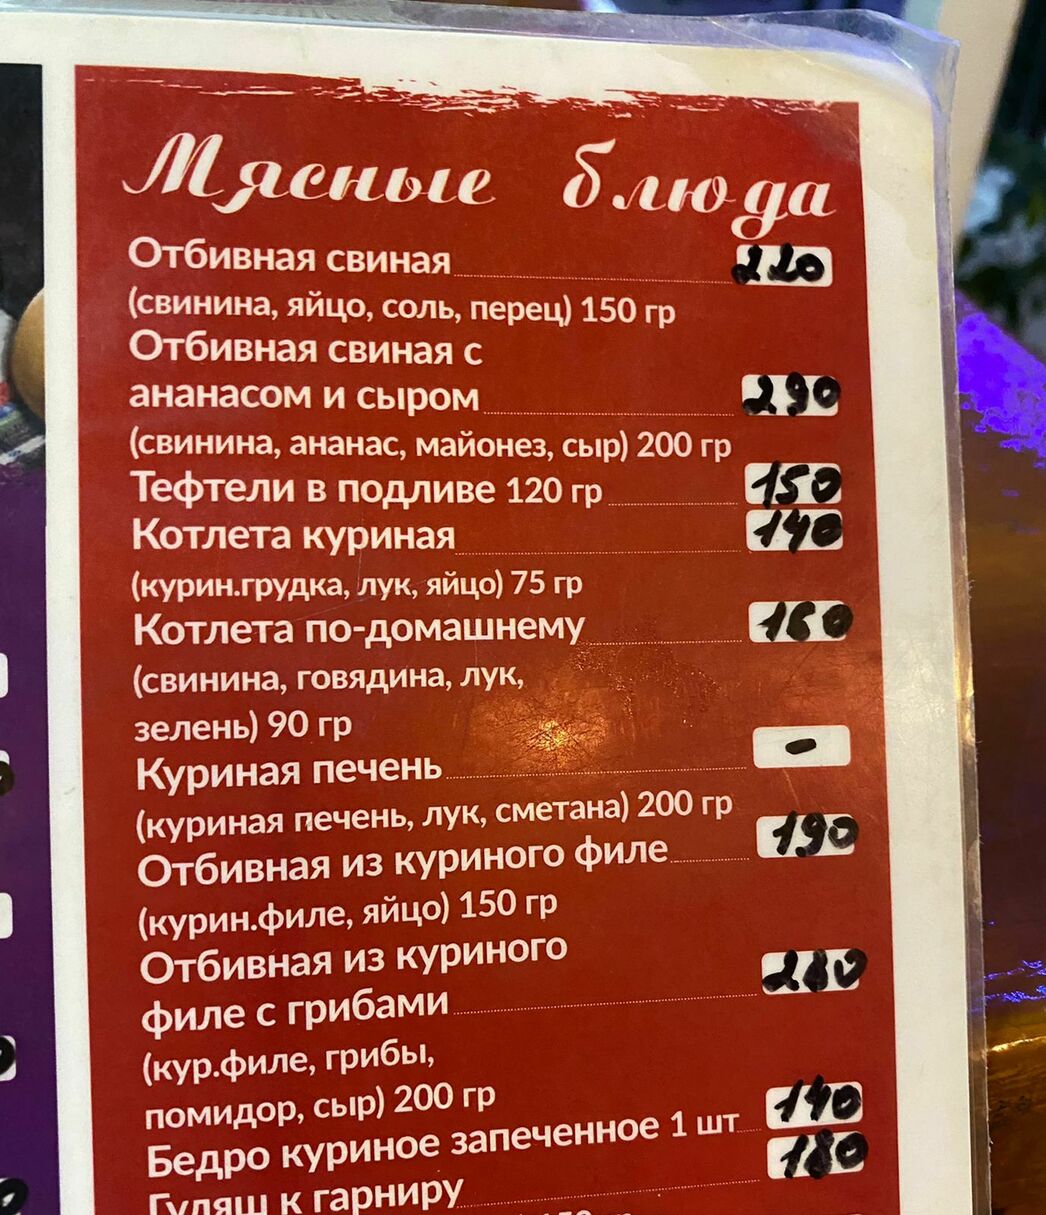 Мясные блюда
Отбивная свиная 220
(свинина, яйцо, соль, перец) 150 гр
Отбивная свиная с
ананасом и сыром 290
(свинина, ананас, майонез, сыр) 200 гр
Тефтели в подливе 120 гр 150
Котлета куриная 140
(курин.грудка, лук, яйцо) 75 гр
Котлета по-домашнему 160
(свинина, говядина, лук,
зелень) 90 гр
Куриная печень -
(куриная печень, лук, сметана) 200 гр
Отбивная из куриного филе 190
(курин.филе, яйцо) 150 гр
Отбивная из куриного
филе с грибами
(кур.филе, грибы,
помидор, сыр) 200 гр
Бедро куриное запеченное 1 шт 140
Гуляш к гарниру 180